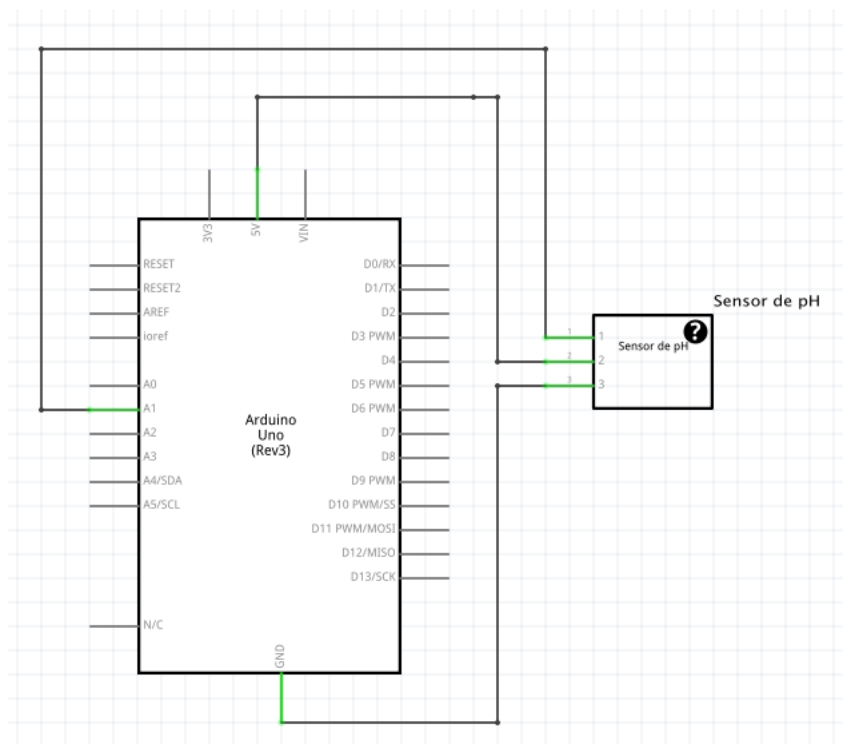 3V3
5V
VIN
RESET
RESET2
AREF
ioref
A0
A1
A2
A3
A4/SDA
A5/SCL
N/C
D0/RX
D1/TX
D2
D3 PWM
D4
D5 PWM
D6 PWM
D7
D8
D9 PWM
D10 PWM/SS
D11 PWM/MOSI
D12/MISO
D13/SCK
Arduino
Uno
(Rev3)
GND
Sensor de pH
?
Sensor de pH
1 1
2 2
3 3